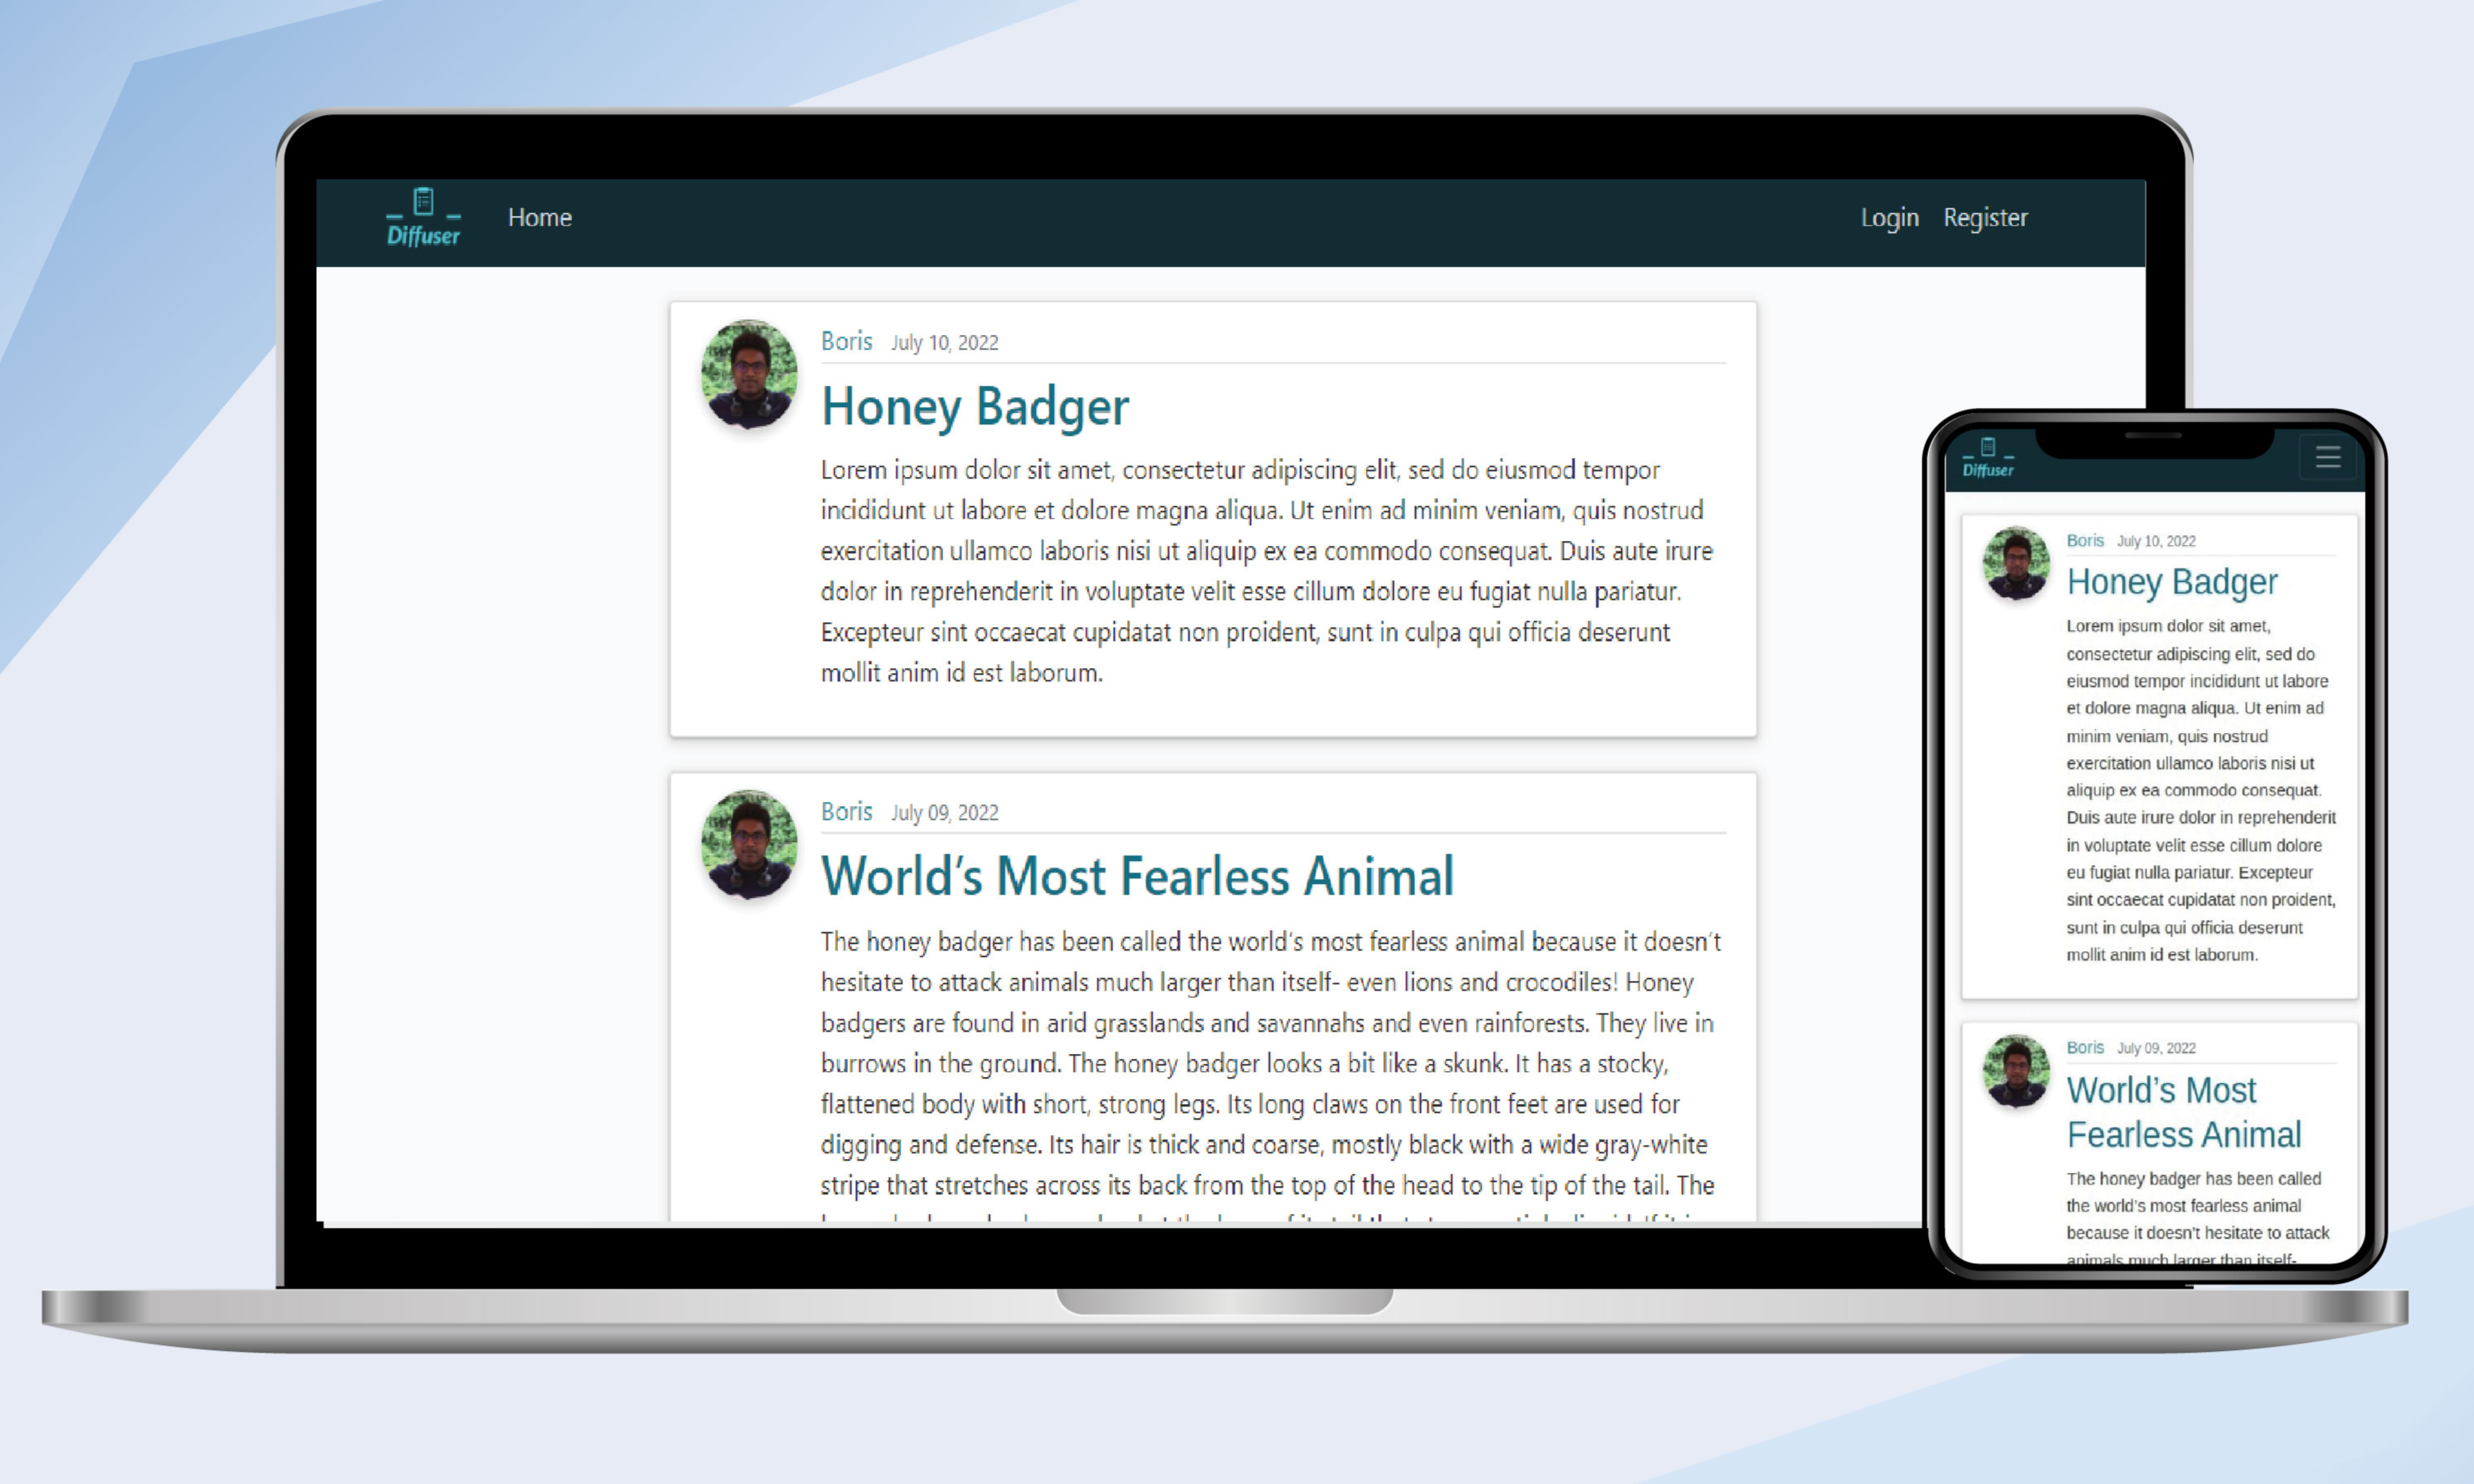 Diffuser
Home
Login Register
Boris July 10, 2022
Honey Badger
Lorem ipsum dolor sit amet, consectetur adipiscing elit, sed do eiusmod tempor
incididunt ut labore et dolore magna aliqua. Ut enim ad minim veniam, quis nostrud
exercitation ullamco laboris nisi ut aliquip ex ea commodo consequat. Duis aute irure
dolor in reprehenderit in voluptate velit esse cillum dolore eu fugiat nulla pariatur.
Excepteur sint occaecat cupidatat non proident, sunt in culpa qui officia deserunt
mollit anim id est laborum.
Boris July 09, 2022
World's Most Fearless Animal
The honey badger has been called the world's most fearless animal because it doesn't
hesitate to attack animals much larger than itself- even lions and crocodiles! Honey
badgers are found in arid grasslands and savannahs and even rainforests. They live in
burrows in the ground. The honey badger looks a bit like a skunk. It has a stocky,
flattened body with short, strong legs. Its long claws on the front feet are used for
digging and defense. Its hair is thick and coarse, mostly black with a wide gray-white
stripe that stretches across its back from the top of the head to the tip of the tail. The
Diffuser
Boris July 10, 2022
Honey Badger
Lorem ipsum dolor sit amet,
consectetur adipiscing elit, sed do
eiusmod tempor incididunt ut labore
et dolore magna aliqua. Ut enim ad
minim veniam, quis nostrud
exercitation ullamco laboris nisi ut
aliquip ex ea commodo consequat.
Duis aute irure dolor in reprehenderit
in voluptate velit esse cillum dolore
eu fugiat nulla pariatur. Excepteur
sint occaecat cupidatat non proident,
sunt in culpa qui officia deserunt
mollit anim id est laborum.
Boris July 09, 2022
World's Most
Fearless Animal
The honey badger has been called
the world's most fearless animal
because it doesn't hesitate to attack
animals much larger than itself-